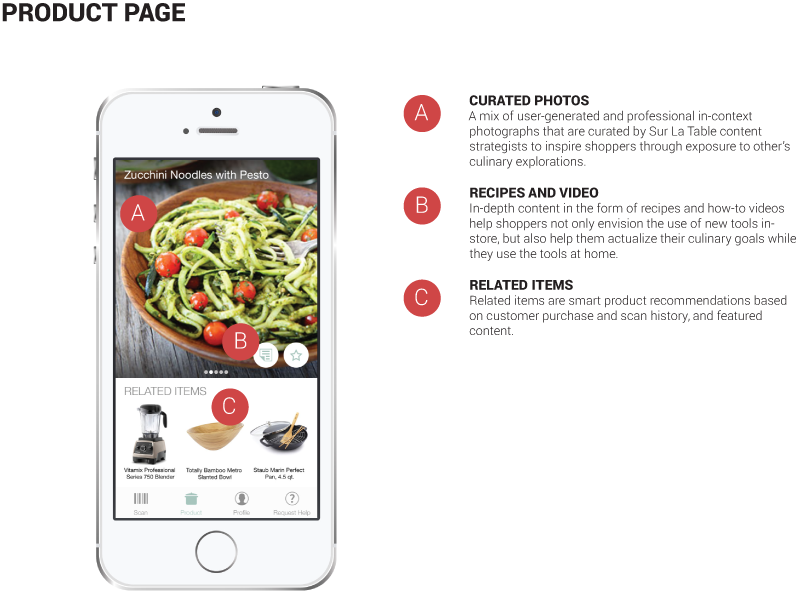 PRODUCT PAGE
Zucchini Noodles with Pesto
A
B
RELATED ITEMS
C
Vitamix Professional
Series 750 Blender
Totally Bamboo Metro
Slanted Bowl
Staub Marin Perfect
Pan, 4.5 qt.
Scan
Product
Profile
?
Request Help
A
CURATED PHOTOS
A mix of user-generated and professional in-context
photographs that are curated by Sur La Table content
strategists to inspire shoppers through exposure to other's
culinary explorations.
B
RECIPES AND VIDEO
In-depth content in the form of recipes and how-to videos
help shoppers not only envision the use of new tools in-
store, but also help them actualize their culinary goals while
they use the tools at home.
C
RELATED ITEMS
Related items are smart product recommendations based
on customer purchase and scan history, and featured
content.